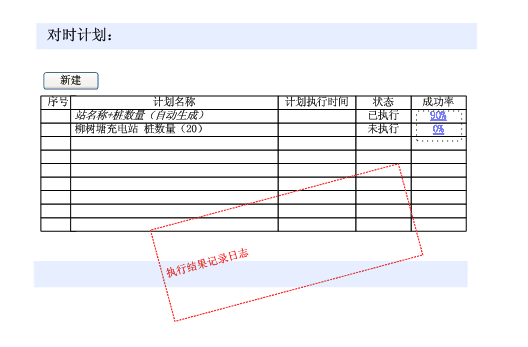 对时计划：
新建
序号 计划名称 计划执行时间 状态 成功率
站名称+桩数量（自动生成） 已执行 90%
柳树塘充电站 桩数量（20） 未执行 0%
执行结果记录日志